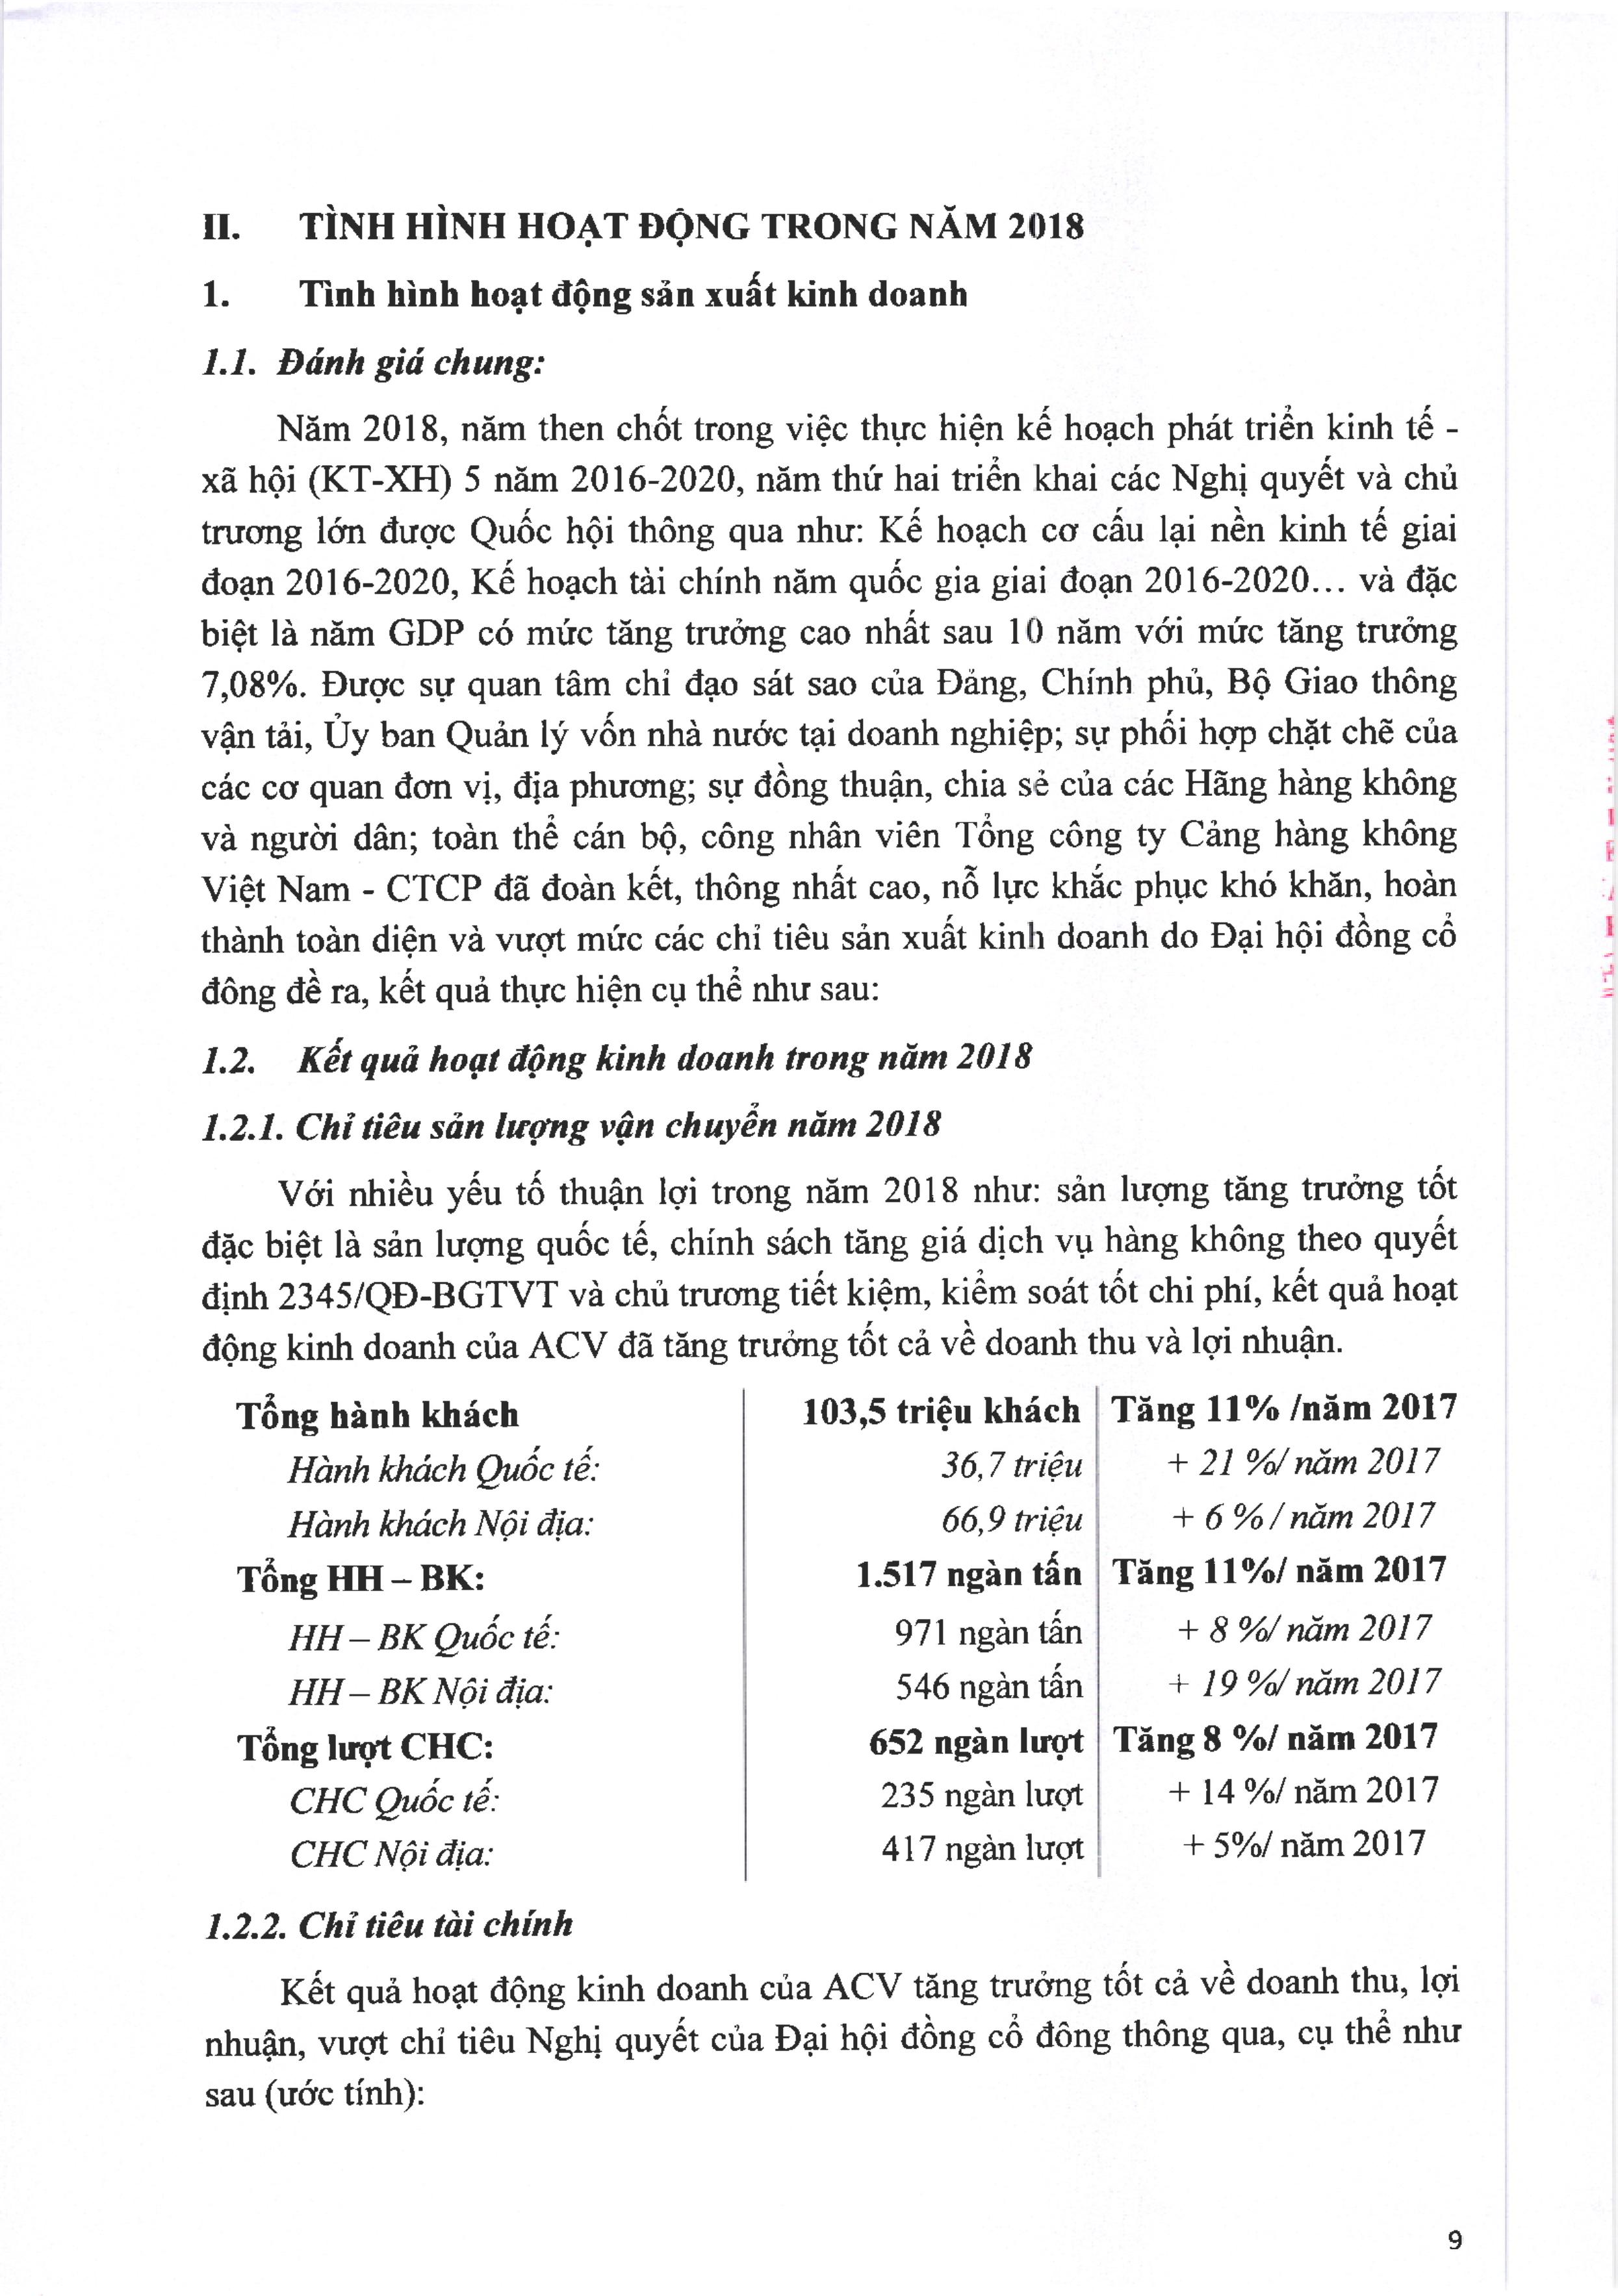 II. TÌNH HÌNH HOẠT ĐỘNG TRONG NĂM 2018
1. Tình hình hoạt động sản xuất kinh doanh
1.1. Đánh giá chung:
Năm 2018, năm then chốt trong việc thực hiện kế hoạch phát triển kinh tế -
xã hội (KT-XH) 5 năm 2016-2020, năm thứ hai triển khai các Nghị quyết và chủ
trương lớn được Quốc hội thông qua như: Kế hoạch cơ cấu lại nền kinh tế giai
đoạn 2016-2020, Kế hoạch tài chính năm quốc gia giai đoạn 2016-2020... và đặc
biệt là năm GDP có mức tăng trưởng cao nhất sau 10 năm với mức tăng trưởng
7,08%. Được sự quan tâm chỉ đạo sát sao của Đảng, Chính phủ, Bộ Giao thông
vận tải, Ủy ban Quản lý vốn nhà nước tại doanh nghiệp; sự phối hợp chặt chẽ của
các cơ quan đơn vị, địa phương; sự đồng thuận, chia sẻ của các Hãng hàng không
và người dân; toàn thể cán bộ, công nhân viên Tổng công ty Cảng hàng không
Việt Nam - CTCP đã đoàn kết, thông nhất cao, nỗ lực khắc phục khó khăn, hoàn
thành toàn diện và vượt mức các chỉ tiêu sản xuất kinh doanh do Đại hội đồng cổ
đông đề ra, kết quả thực hiện cụ thể như sau:
1.2. Kết quả hoạt động kinh doanh trong năm 2018
1.2.1. Chỉ tiêu sản lượng vận chuyển năm 2018
Với nhiều yếu tố thuận lợi trong năm 2018 như: sản lượng tăng trưởng tốt
đặc biệt là sản lượng quốc tế, chính sách tăng giá dịch vụ hàng không theo quyết
định 2345/QĐ-BGTVT và chủ trương tiết kiệm, kiểm soát tốt chi phí, kết quả hoạt
động kinh doanh của ACV đã tăng trưởng tốt cả về doanh thu và lợi nhuận.
Tổng hành khách 103,5 triệu khách Tăng 11% /năm 2017
Hành khách Quốc tế: 36,7 triệu + 21 %/ năm 2017
Hành khách Nội địa: 66,9 triệu + 6 % / năm 2017
Tổng HH – BK: 1.517 ngàn tấn Tăng 11%/ năm 2017
HH – BK Quốc tế: 971 ngàn tấn + 8 %/ năm 2017
HH – BK Nội địa: 546 ngàn tấn + 19 %/ năm 2017
Tổng lượt CHC: 652 ngàn lượt Tăng 8 %/ năm 2017
CHC Quốc tế: 235 ngàn lượt + 14 %/ năm 2017
CHC Nội địa: 417 ngàn lượt + 5%/ năm 2017
1.2.2. Chỉ tiêu tài chính
Kết quả hoạt động kinh doanh của ACV tăng trưởng tốt cả về doanh thu, lợi
nhuận, vượt chỉ tiêu Nghị quyết của Đại hội đồng cổ đông thông qua, cụ thể như
sau (ước tính):
9